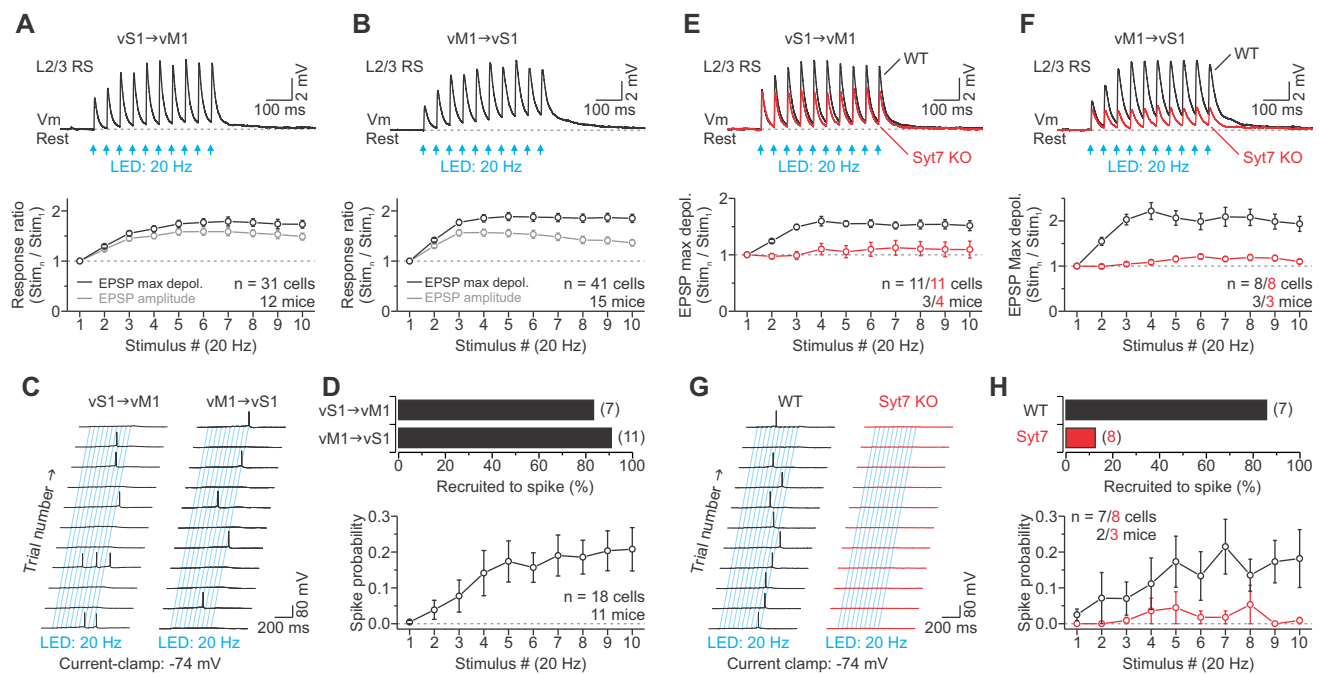 A
vS1→vM1
L2/3 RS
Vm
Rest
2 mV
100 ms
LED: 20 Hz
Response ratio
(Stimn / Stim1)
2
1
0
EPSP max depol.
EPSP amplitude
n = 31 cells
12 mice
1 2 3 4 5 6 7 8 9 10
Stimulus # (20 Hz)
B
vM1→vS1
L2/3 RS
Vm
Rest
2 mV
100 ms
LED: 20 Hz
Response ratio
(Stimn / Stim1)
2
1
0
EPSP max depol.
EPSP amplitude
n = 41 cells
15 mice
1 2 3 4 5 6 7 8 9 10
Stimulus # (20 Hz)
E
vS1→vM1
L2/3 RS
WT
Vm
Rest
2 mV
100 ms
LED: 20 Hz
Syt7 KO
EPSP max depol.
(Stimn / Stim1)
2
1
0
n = 11/11 cells
3/4 mice
1 2 3 4 5 6 7 8 9 10
Stimulus # (20 Hz)
F
vM1→vS1
L2/3 RS
WT
Vm
Rest
2 mV
100 ms
LED: 20 Hz
Syt7 KO
EPSP Max depol.
(Stimn / Stim1)
2
1
0
n = 8/8 cells
3/3 mice
1 2 3 4 5 6 7 8 9 10
Stimulus # (20 Hz)
C
vS1→vM1
vM1→vS1
Trial number →
80 mV
200 ms
LED: 20 Hz
LED: 20 Hz
Current-clamp: -74 mV
D
vS1→vM1
(7)
vM1→vS1
(11)
0 20 40 60 80 100
Recruited to spike (%)
Spike probability
0.3
0.2
0.1
0.0
n = 18 cells
11 mice
1 2 3 4 5 6 7 8 9 10
Stimulus # (20 Hz)
G
WT
Syt7 KO
Trial number →
80 mV
200 ms
LED: 20 Hz
LED: 20 Hz
Current clamp: -74 mV
H
WT
(7)
Syt7
(8)
0 20 40 60 80 100
Recruited to spike (%)
Spike probability
0.3
0.2
0.1
0.0
n = 7/8 cells
2/3 mice
1 2 3 4 5 6 7 8 9 10
Stimulus # (20 Hz)